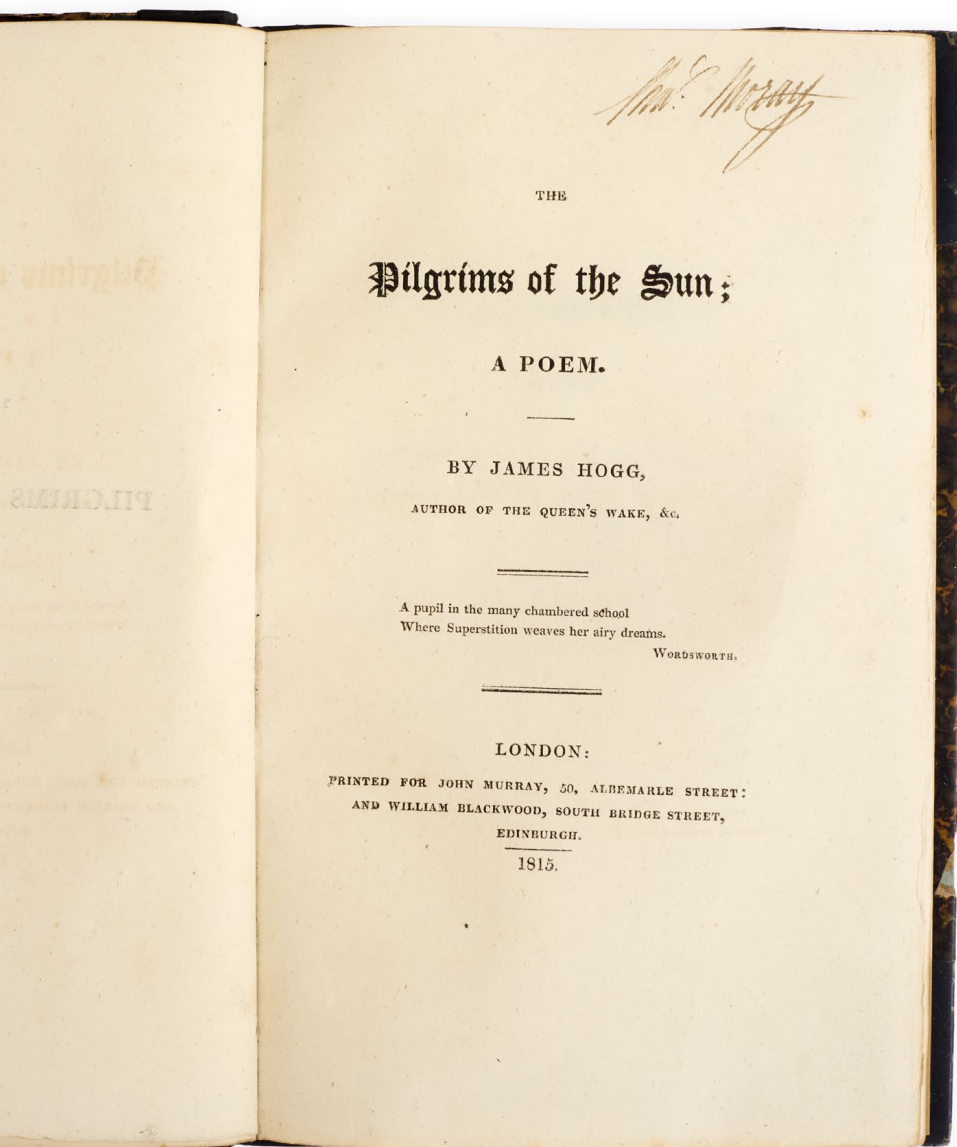 Moray
THE
Pilgrims of the Sun;
A POEM.
BY JAMES HOGG,
AUTHOR OF THE QUEEN'S WAKE, &c.
A pupil in the many chambered school
Where Superstition weaves her airy dreams.
WORDSWORTH.
LONDON:
PRINTED FOR JOHN MURRAY, 50, ALBEMARLE STREET:
AND WILLIAM BLACKWOOD, SOUTH BRIDGE STREET,
EDINBURGH.
1815.